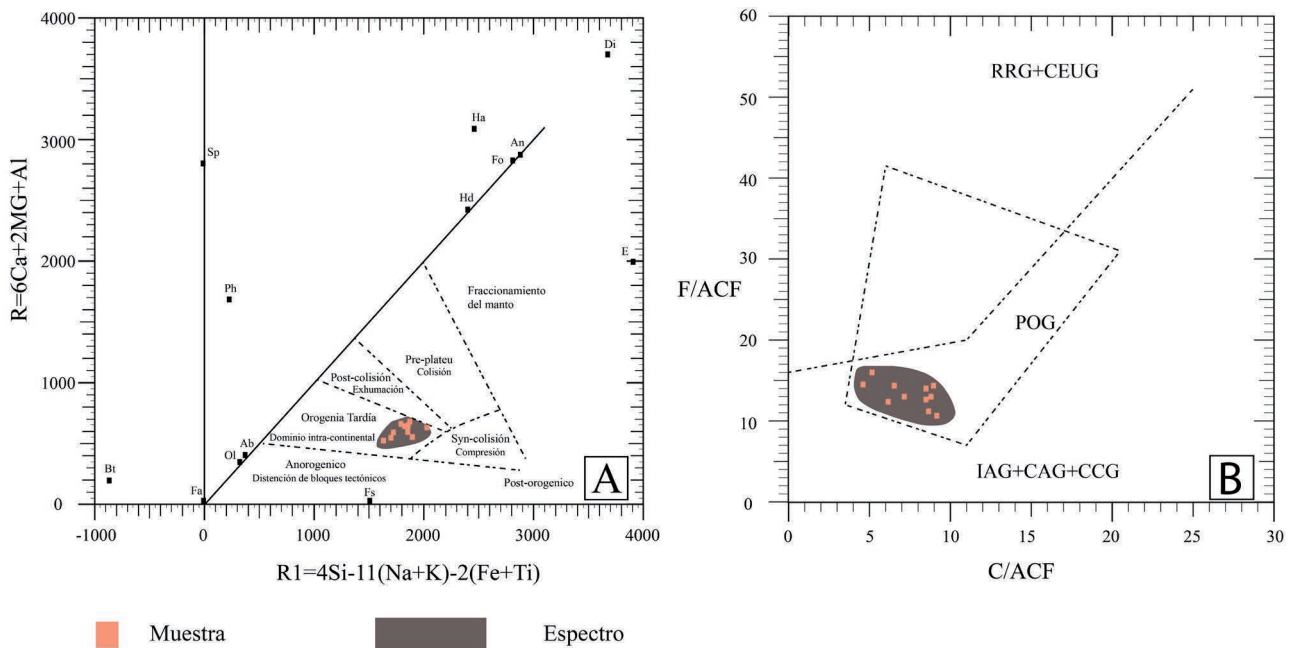 4000
3000
2000
1000
0
R=6Ca+2MG+Al
-1000
0
1000
2000
3000
4000
R1=4Si-11(Na+K)-2(Fe+Ti)
Di
Ha
An
Fo
Sp
Hd
E
Ph
Fraccionamiento
del manto
Pre-plateu
Colisión
Post-colisión
Exhumación
Orogenia Tardía
Dominio intra-continental
Syn-colisión
Compresión
Ab
Ol
Anorogenico
Distención de bloques tectónicos
Post-orogenico
Bt
Fa
Fs
A
60
50
40
30
20
10
0
F/ACF
RRG+CEUG
POG
IAG+CAG+CCG
B
0
5
10
15
20
25
30
C/ACF
Muestra
Espectro